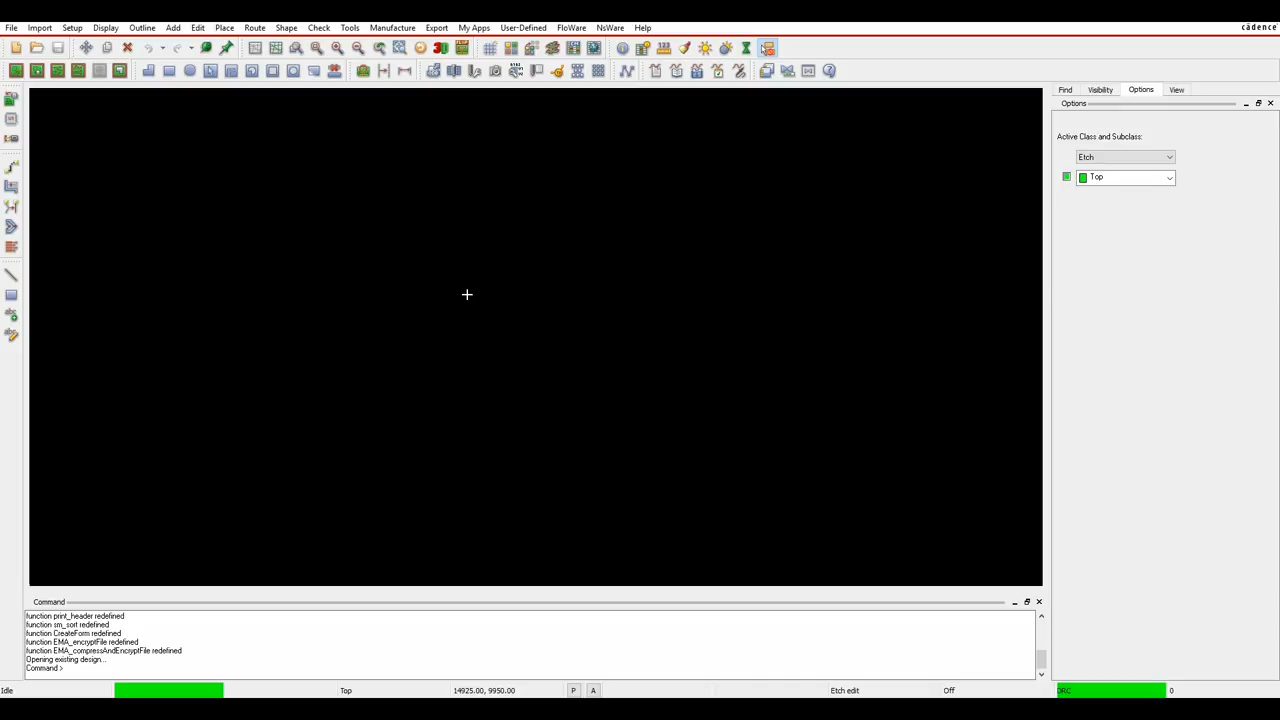 File Import Setup Display Outline Add Edit Place Route Shape Check Tools Manufacture Export My Apps User-Defined FloWare NsWare Help
cādence
3D
Find Visibility Options View
Options
Active Class and Subclass:
Etch
Top
Command
function print_header redefined
function sm_sort redefined
function CreateForm redefined
function EMA_encryptFile redefined
function EMA_compressAndEncryptFile redefined
Opening existing design...
Command >
Idle Top 14925.00, 9950.00 P A Etch edit Off DRC 0